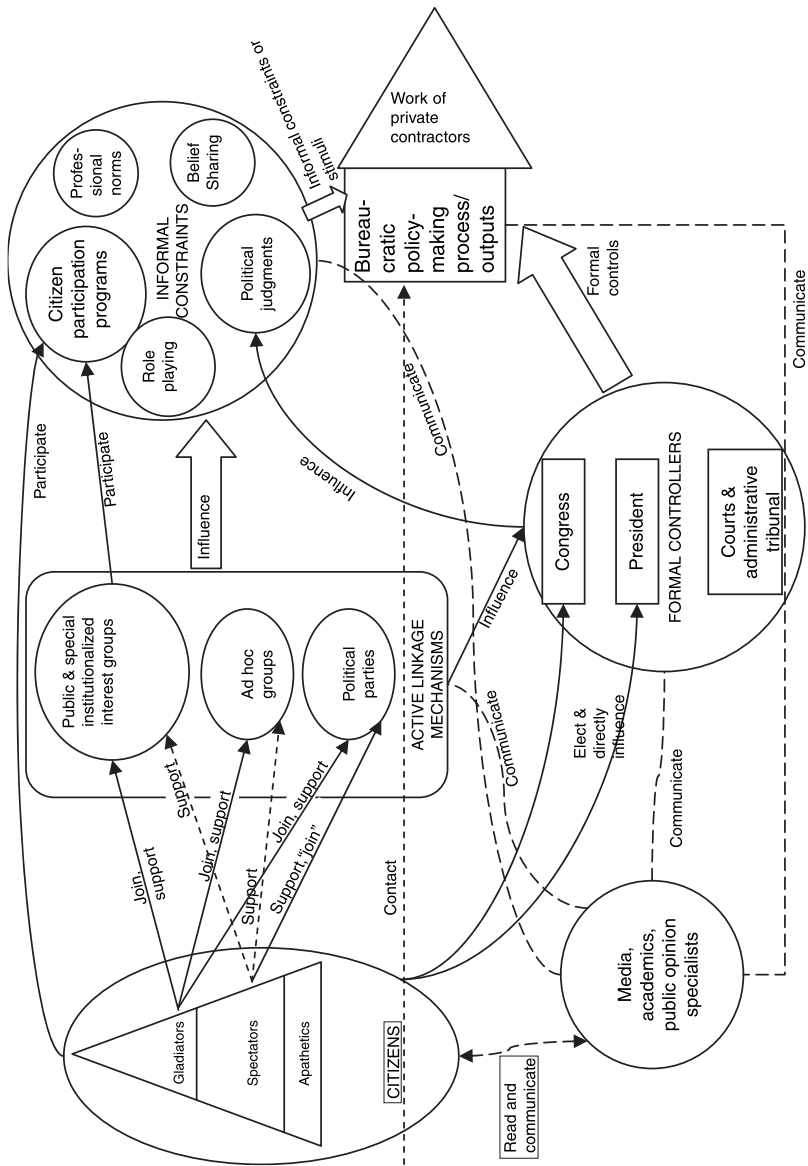 Informal constraints or
stimuli
Work of
private
contractors
Bureau-
cratic
policy-
making
process/
outputs
Profes-
sional
norms
Belief
Sharing
Citizen
participation
programs
INFORMAL
CONSTRAINTS
Political
judgments
Role
playing
Formal
controls
Communicate
Participate
Participate
Influence
Influence
Communicate
Congress
President
FORMAL CONTROLLERS
Courts &
administrative
tribunal
Public & special
institutionalized
interest groups
Ad hoc
groups
Political
parties
ACTIVE LINKAGE
MECHANISMS
Influence
Communicate
Elect &
directly
influence
Communicate
Join,
support
Support
Join, support
Support
Join, support
Support,“join”
Contact
Gladiators
Spectators
Apathetics
CITIZENS
Media,
academics,
public opinion
specialists
Read and
communicate